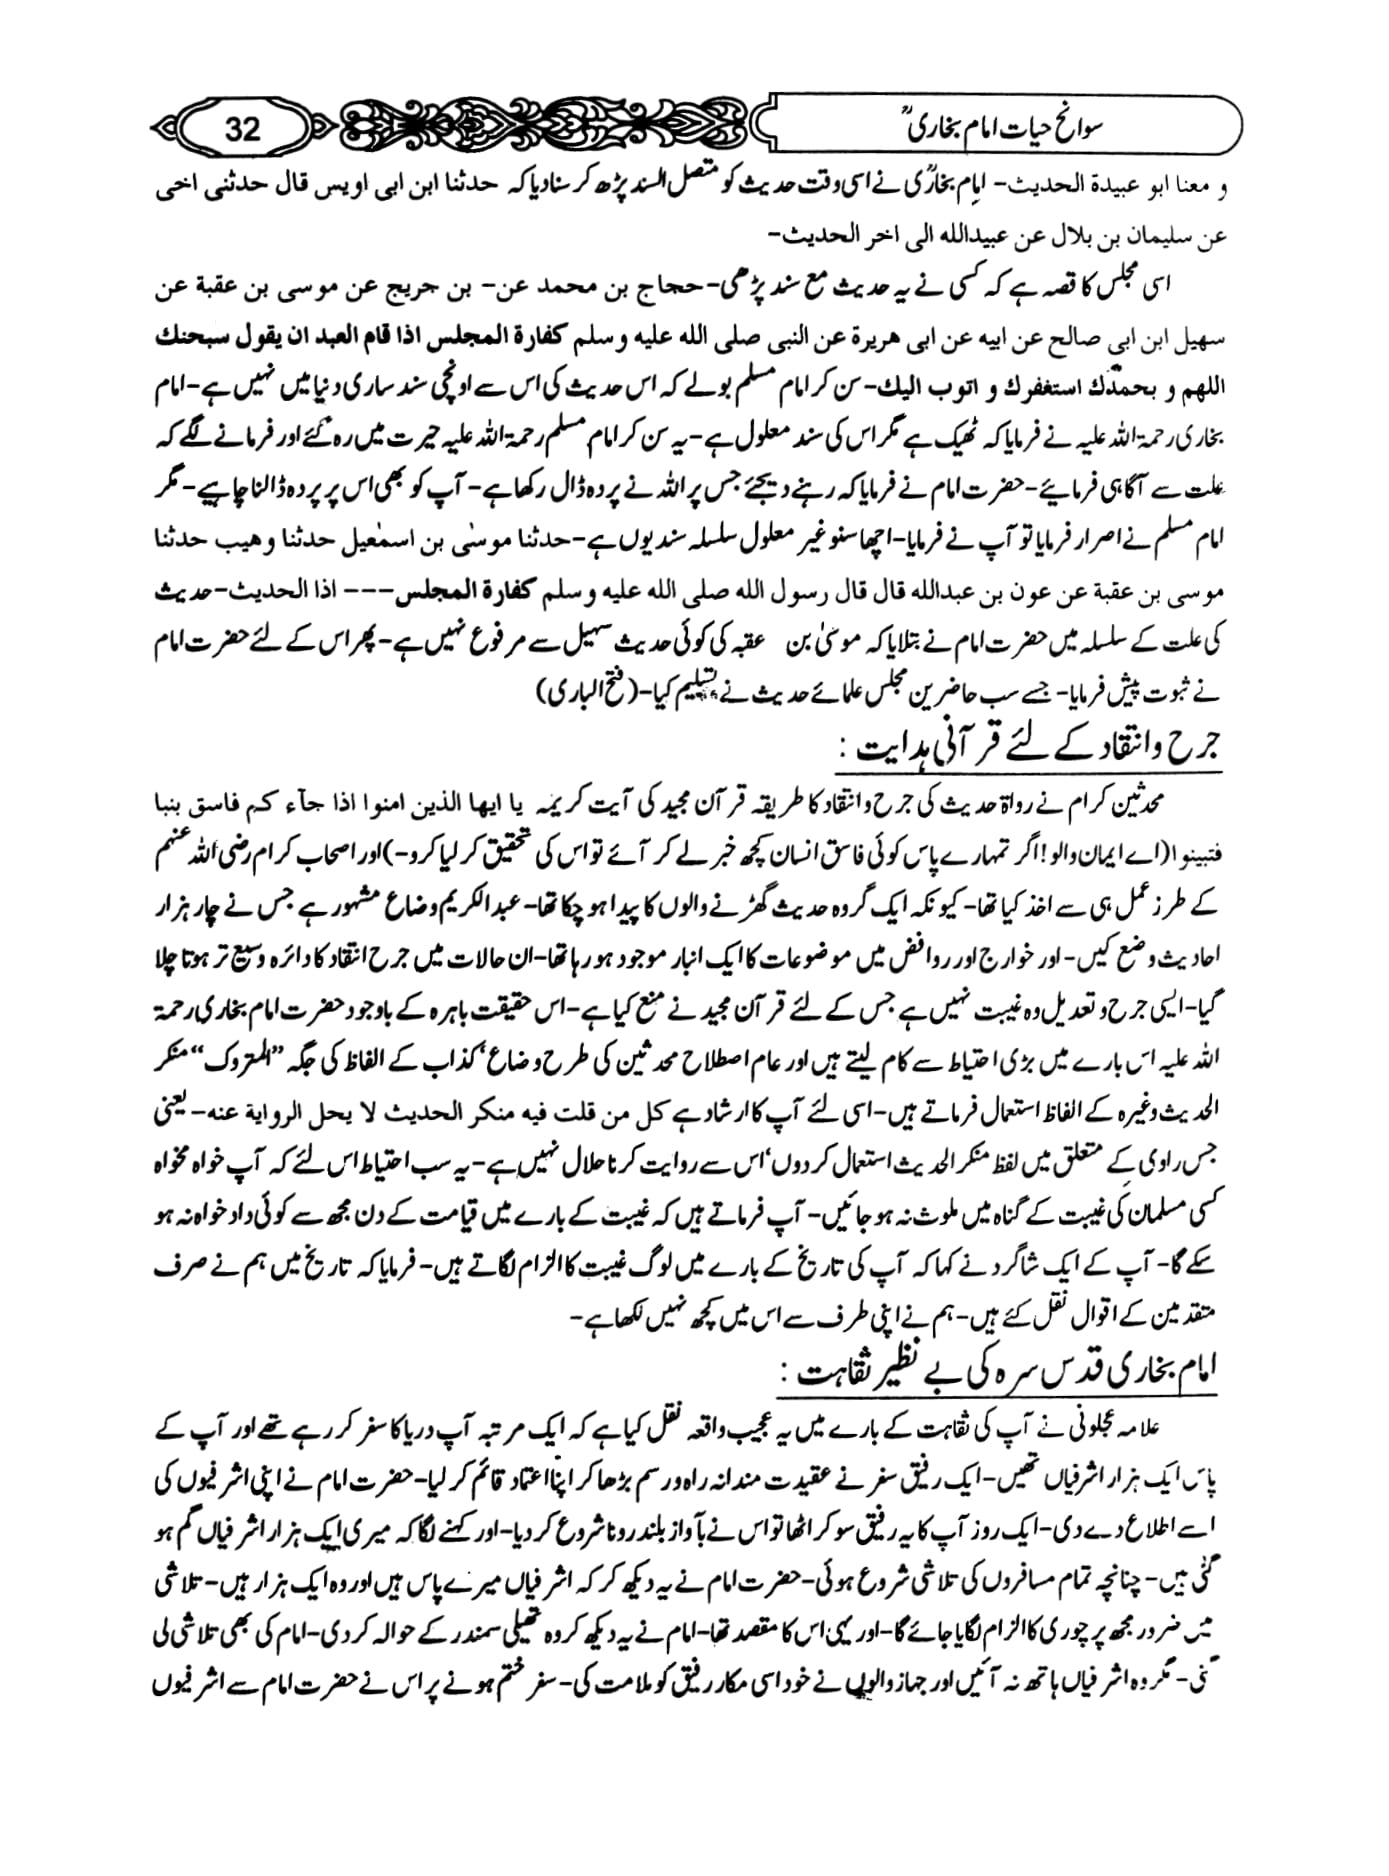 سوانح حیات امام بخاریؒ
32
و معنا ابو عبیدة الحدیث- امام بخاریؒ نے اسی وقت حدیث کو متصل السند پڑھ کر سنا دیا کہ حدثنا ابن ابی اویس قال حدثنی اخی
عن سلیمان بن بلال عن عبیدالله الی اخر الحدیث-
اسی مجلس کا قصہ ہے کہ کسی نے یہ حدیث مع سند پڑھی- حجاج بن محمد عن- بن جریج عن موسی بن عقبة عن
سهیل ابن ابی صالح عن ابیه عن ابی هریرة عن النبی صلی الله علیه وسلم کفارة المجلس اذا قام العبد ان یقول سبحنك
اللهم و بحمدك استغفرك و اتوب الیك- سن کر امام مسلم بولے کہ اس حدیث کی اس سے اونچی سند ساری دنیا میں نہیں ہے- امام
بخاری رحمۃ اللہ علیہ نے فرمایا کہ ٹھیک ہے مگر اس کی سند معلول ہے- یہ سن کر امام مسلم رحمۃ اللہ علیہ حیرت میں رہ گئے اور فرمانے لگے کہ
علت سے آگاہی فرمائیے- حضرت امام نے فرمایا کہ رہنے دیجئے جس پر اللہ نے پردہ ڈال رکھا ہے- آپ کو بھی اس پر پردہ ڈالنا چاہیے- مگر
امام مسلم نے اصرار فرمایا تو آپ نے فرمایا- اچھا سنو غیر معلول سلسلہ سند یوں ہے- حدثنا موسیٰ بن اسمٰعیل حدثنا وهیب حدثنا
موسی بن عقبة عن عون بن عبدالله قال قال رسول الله صلی الله علیه وسلم کفارة المجلس--- اذا الحدیث- حدیث
کی علت کے سلسلہ میں حضرت امام نے بتلایا کہ موسیٰ بن عقبہ کی کوئی حدیث سہیل سے مرفوع نہیں ہے- پھر اس کے لئے حضرت امام
نے ثبوت پیش فرمایا- جسے سب حاضرین مجلس علمائے حدیث نے تسلیم کیا- (فتح الباری)
جرح و انتقاد کے لئے قرآنی ہدایت :
محدثین کرام نے رواۃ حدیث کی جرح و انتقاد کا طریقہ قرآن مجید کی آیت کریمہ یا ایها الذین امنوا اذا جآء کم فاسق بنبا
فتبینوا (اے ایمان والو! اگر تمہارے پاس کوئی فاسق انسان کچھ خبر لے کر آئے تو اس کی تحقیق کر لیا کرو-) اور اصحاب کرام رضی اللہ عنہم
کے طرز عمل ہی سے اخذ کیا تھا- کیونکہ ایک گروہ حدیث گھڑنے والوں کا پیدا ہو چکا تھا- عبدالکریم وضاع مشہور ہے جس نے چار ہزار
احادیث وضع کیں- اور خوارج اور روافض میں موضوعات کا ایک انبار موجود ہو رہا تھا- ان حالات میں جرح انتقاد کا دائرہ وسیع تر ہوتا چلا
گیا- ایسی جرح و تعدیل وہ غیبت نہیں ہے جس کے لئے قرآن مجید نے منع کیا ہے- اس حقیقت باہرہ کے باوجود حضرت امام بخاری رحمۃ
اللہ علیہ اس بارے میں بڑی احتیاط سے کام لیتے ہیں اور عام اصطلاح محدثین کی طرح وضاع‘ کذاب کے الفاظ کی جگہ ”المتروک“ منکر
الحدیث وغیرہ کے الفاظ استعمال فرماتے ہیں- اسی لئے آپ کا ارشاد ہے کل من قلت فیه منکر الحدیث لا یحل الروایة عنه- یعنی
جس راوی کے متعلق میں لفظ منکر الحدیث استعمال کردوں‘ اس سے روایت کرنا حلال نہیں ہے- یہ سب احتیاط اس لئے کہ آپ خواہ مخواہ
کسی مسلمان کی غیبت کے گناہ میں ملوث نہ ہو جائیں- آپ فرماتے ہیں کہ غیبت کے بارے میں قیامت کے دن مجھ سے کوئی داد خواہ نہ ہو
سکے گا- آپ کے ایک شاگرد نے کہا کہ آپ کی تاریخ کے بارے میں لوگ غیبت کا الزام لگاتے ہیں- فرمایا کہ تاریخ میں ہم نے صرف
متقدمین کے اقوال نقل کئے ہیں- ہم نے اپنی طرف سے اس میں کچھ نہیں لکھا ہے-
امام بخاری قدس سرہ کی بے نظیر ثقاہت :
علامہ عجلونی نے آپ کی ثقاہت کے بارے میں یہ عجیب واقعہ نقل کیا ہے کہ ایک مرتبہ آپ دریا کا سفر کر رہے تھے اور آپ کے
پاس ایک ہزار اشرفیاں تھیں- ایک رفیق سفر نے عقیدت مندانہ راہ و رسم بڑھا کر اپنا اعتماد قائم کر لیا- حضرت امام نے اپنی اشرفیوں کی
اسے اطلاع دے دی- ایک روز آپ کا یہ رفیق سو کر اٹھا تو اس نے بآواز بلند رونا شروع کر دیا- اور کہنے لگا کہ میری ایک ہزار اشرفیاں گم ہو
گئی ہیں- چنانچہ تمام مسافروں کی تلاشی شروع ہوئی- حضرت امام نے یہ دیکھ کر کہ اشرفیاں میرے پاس ہیں اور وہ ایک ہزار ہیں- تلاشی
میں ضرور مجھ پر چوری کا الزام لگایا جائے گا- اور یہی اس کا مقصد تھا- امام نے یہ دیکھ کر وہ تھیلی سمندر کے حوالہ کر دی- امام کی بھی تلاشی لی
گئی- مگر وہ اشرفیاں ہاتھ نہ آئیں اور جہاز والوں نے خود اسی مکار رفیق کو ملامت کی- سفر ختم ہونے پر اس نے حضرت امام سے اشرفیوں